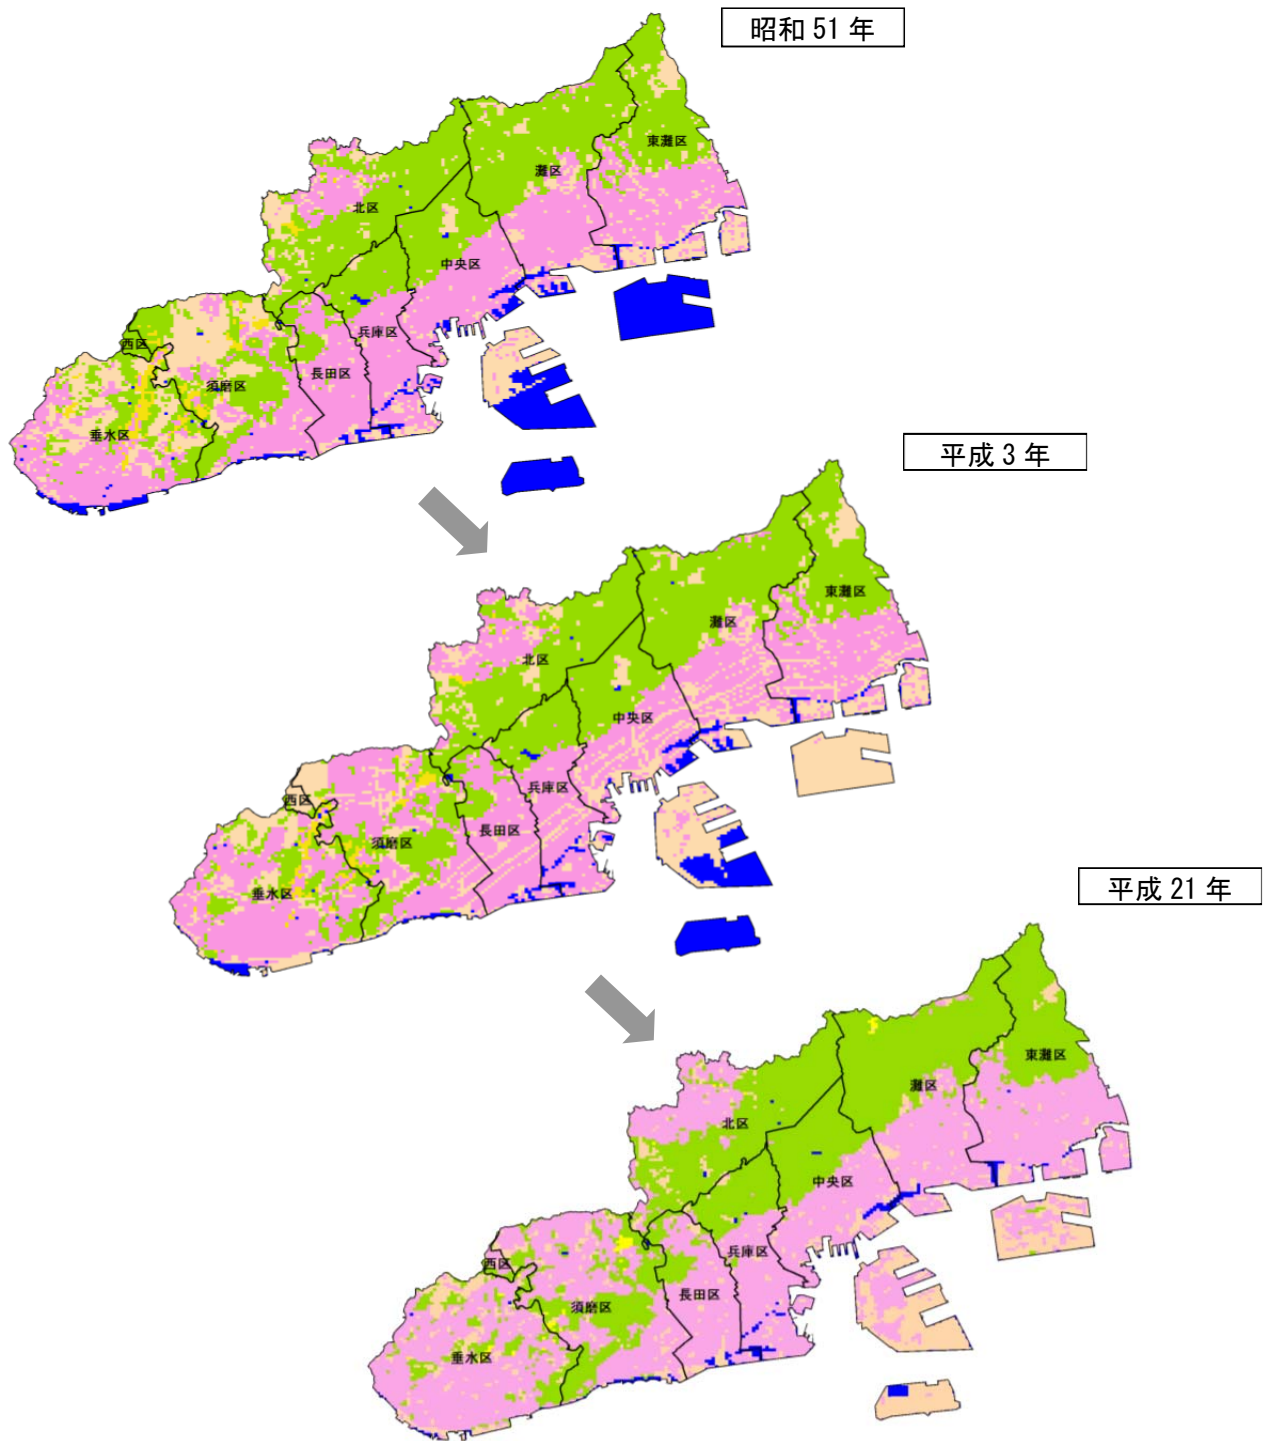 昭和 51 年
東灘区
灘区
北区
中央区
兵庫区
西区
長田区
須磨区
垂水区
平成 3 年
東灘区
灘区
北区
中央区
兵庫区
西区
長田区
須磨区
垂水区
平成 21 年
東灘区
灘区
北区
中央区
兵庫区
西区
長田区
須磨区
垂水区